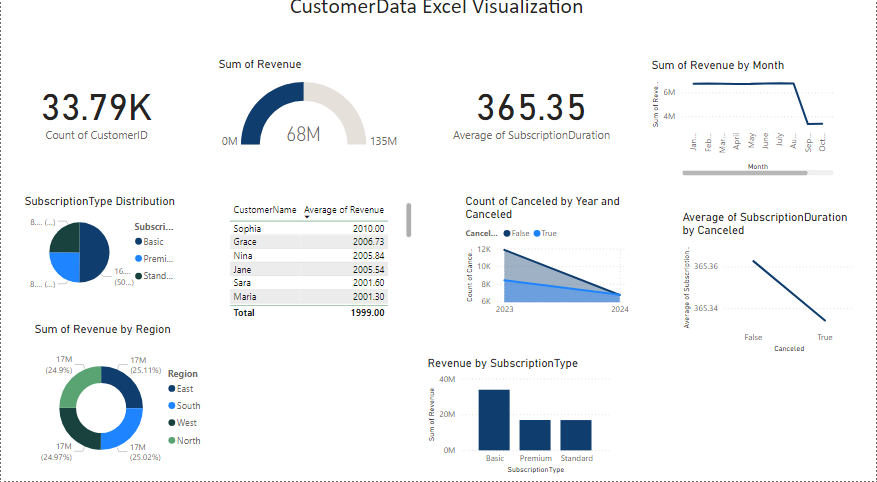 CustomerData Excel Visualization
33.79K
Count of CustomerID
Sum of Revenue
0M
68M
135M
365.35
Average of SubscriptionDuration
Sum of Revenue by Month
Sum of Reve...
6M
4M
Jan...
Feb...
Mar...
April
May
June
July
Au...
Sep...
Oct...
Month
SubscriptionType Distribution
8.... (...)
8.... (...)
16....
(50...)
Subscri...
Basic
Premi...
Stand...
CustomerName Average of Revenue
Sophia 2010.00
Grace 2006.73
Nina 2005.84
Jane 2005.54
Sara 2001.60
Maria 2001.30
Total 1999.00
Count of Canceled by Year and
Canceled
Cancel... False True
Count of Cance...
12K
10K
8K
6K
2023 2024
Average of SubscriptionDuration
by Canceled
Average of Subscription...
365.36
365.34
False True
Canceled
Sum of Revenue by Region
17M
(24.9%)
17M
(25.11%)
17M
(24.97%)
17M
(25.02%)
Region
East
South
West
North
Revenue by SubscriptionType
Sum of Revenue
40M
20M
0M
Basic Premium Standard
SubscriptionType